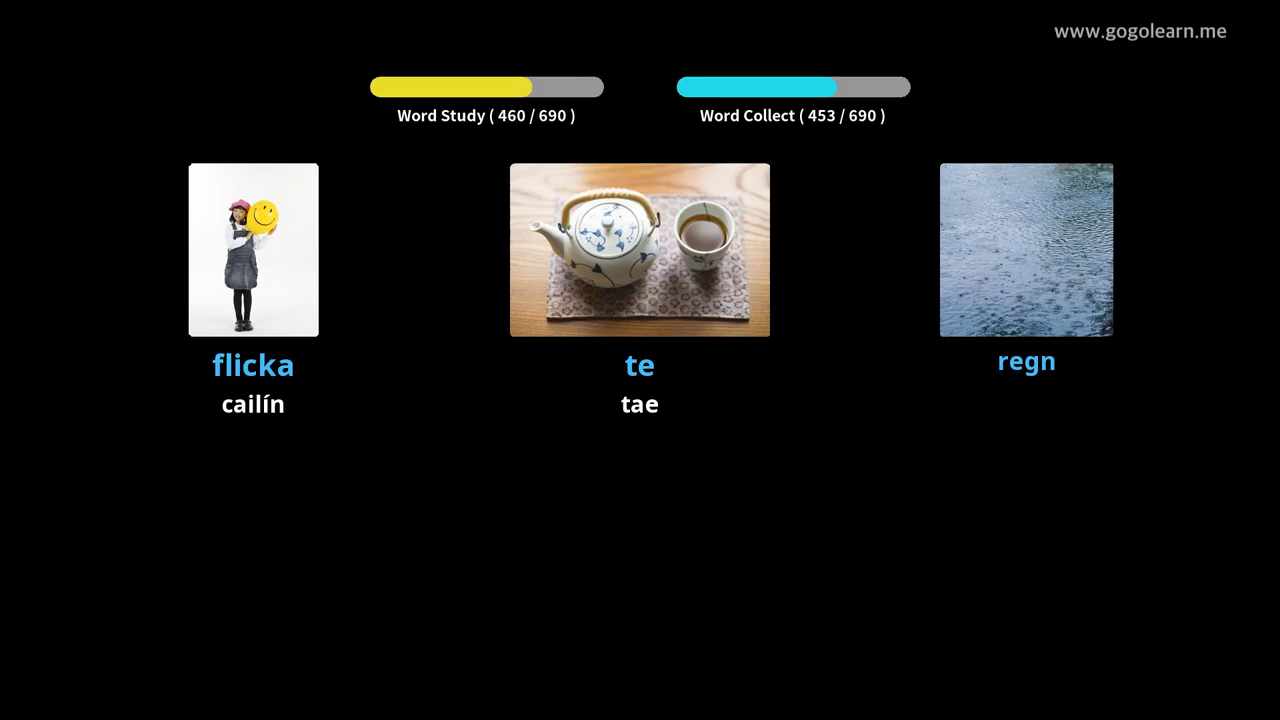 www.gogolearn.me
Word Study ( 460 / 690 )
Word Collect ( 453 / 690 )
flicka
cailín
te
tae
regn